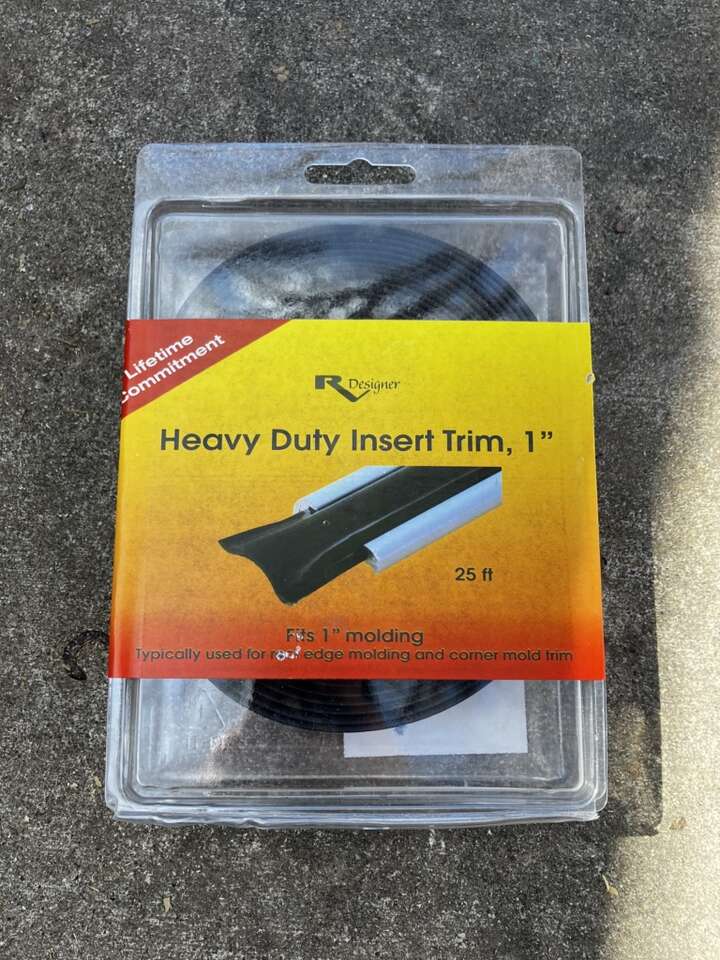 Lifetime
Commitment
RV Designer
Heavy Duty Insert Trim, 1”
25 ft
Fits 1” molding
Typically used for edge molding and corner mold trim